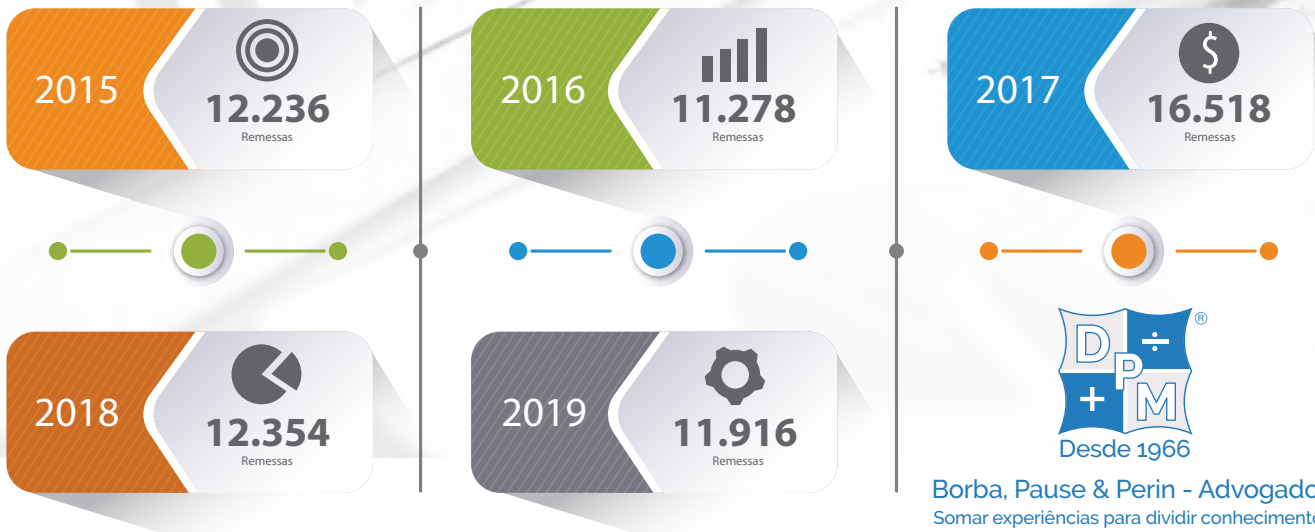 2015
12.236
Remessas
2016
11.278
Remessas
2017
16.518
Remessas
2018
12.354
Remessas
2019
11.916
Remessas
D ÷ ®
P
+ M
Desde 1966
Borba, Pause & Perin - Advogado
Somar experiências para dividir conhecimento